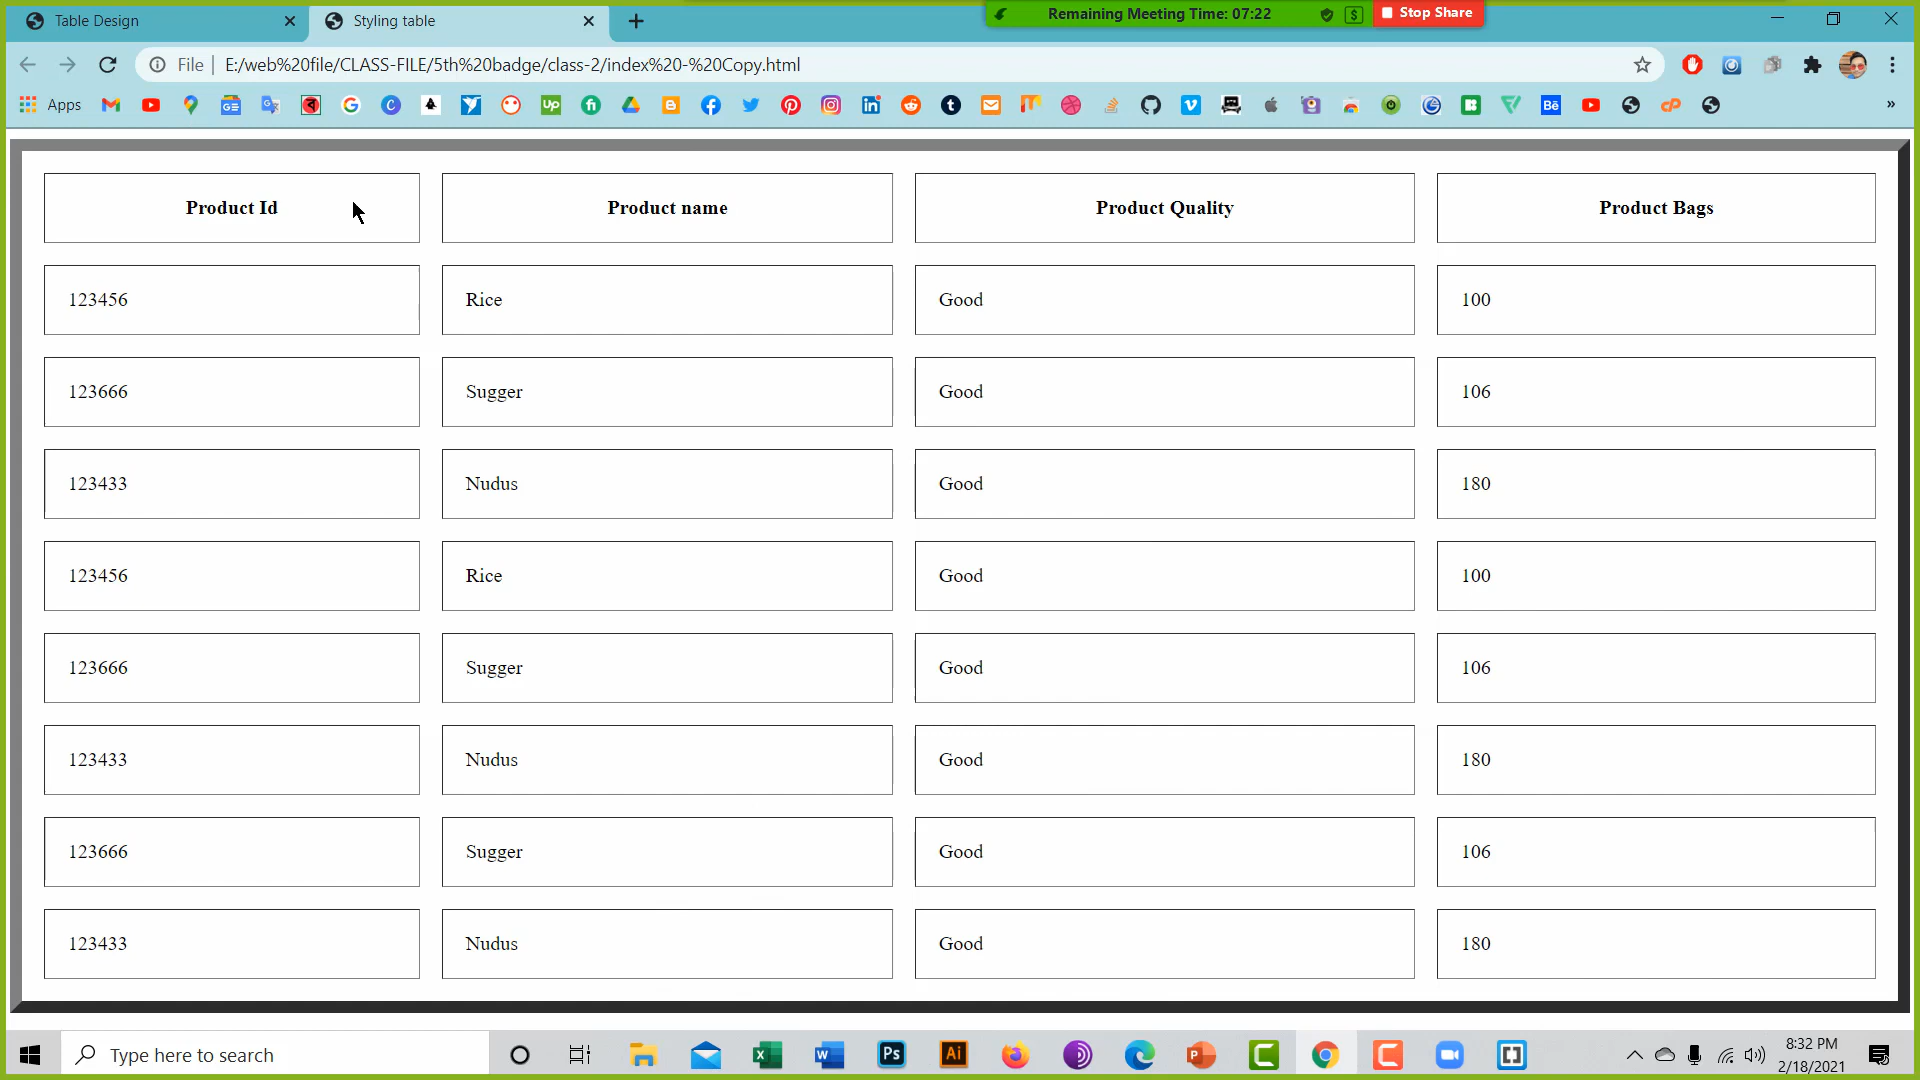 Table Design
Styling table
Remaining Meeting Time: 07:22
Stop Share
File
E:/web%20file/CLASS-FILE/5th%20badge/class-2/index%20-%20Copy.html
Apps
Product Id Product name Product Quality Product Bags
123456 Rice Good 100
123666 Sugger Good 106
123433 Nudus Good 180
123456 Rice Good 100
123666 Sugger Good 106
123433 Nudus Good 180
123666 Sugger Good 106
123433 Nudus Good 180
Type here to search
8:32 PM
2/18/2021